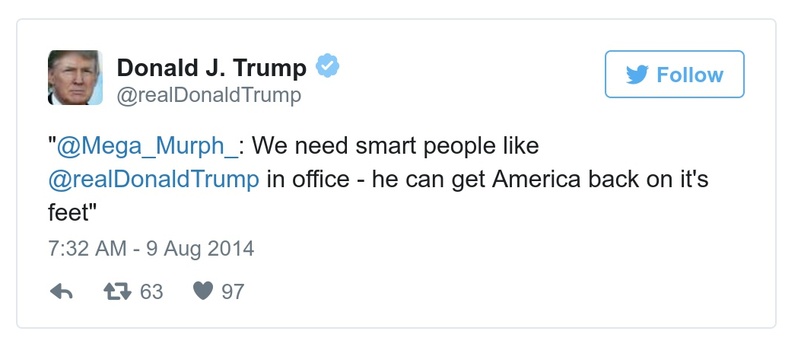 Donald J. Trump
@realDonaldTrump
Follow
"@Mega_Murph_: We need smart people like
@realDonaldTrump in office - he can get America back on it's
feet"
7:32 AM - 9 Aug 2014
63 97